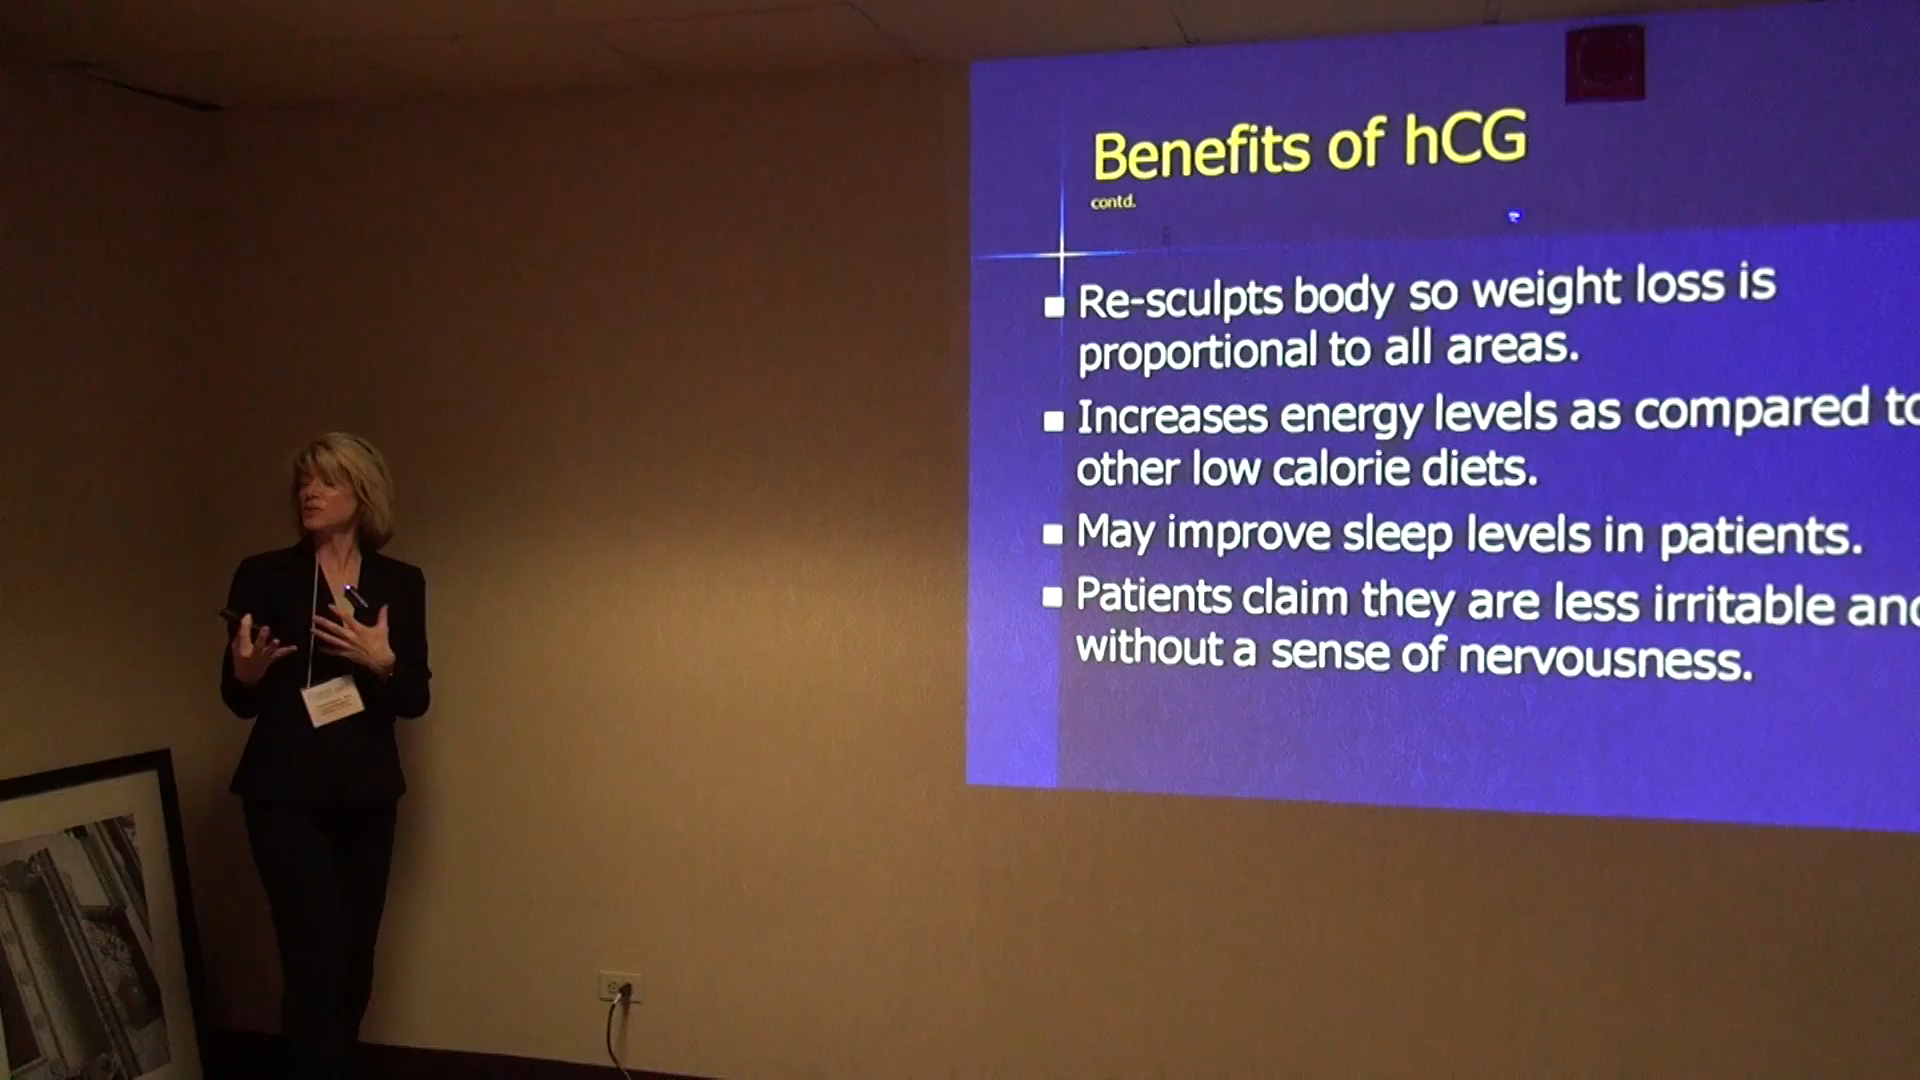 Benefits of hCG
contd.
Re-sculpts body so weight loss is
proportional to all areas.
Increases energy levels as compared to
other low calorie diets.
May improve sleep levels in patients.
Patients claim they are less irritable and
without a sense of nervousness.